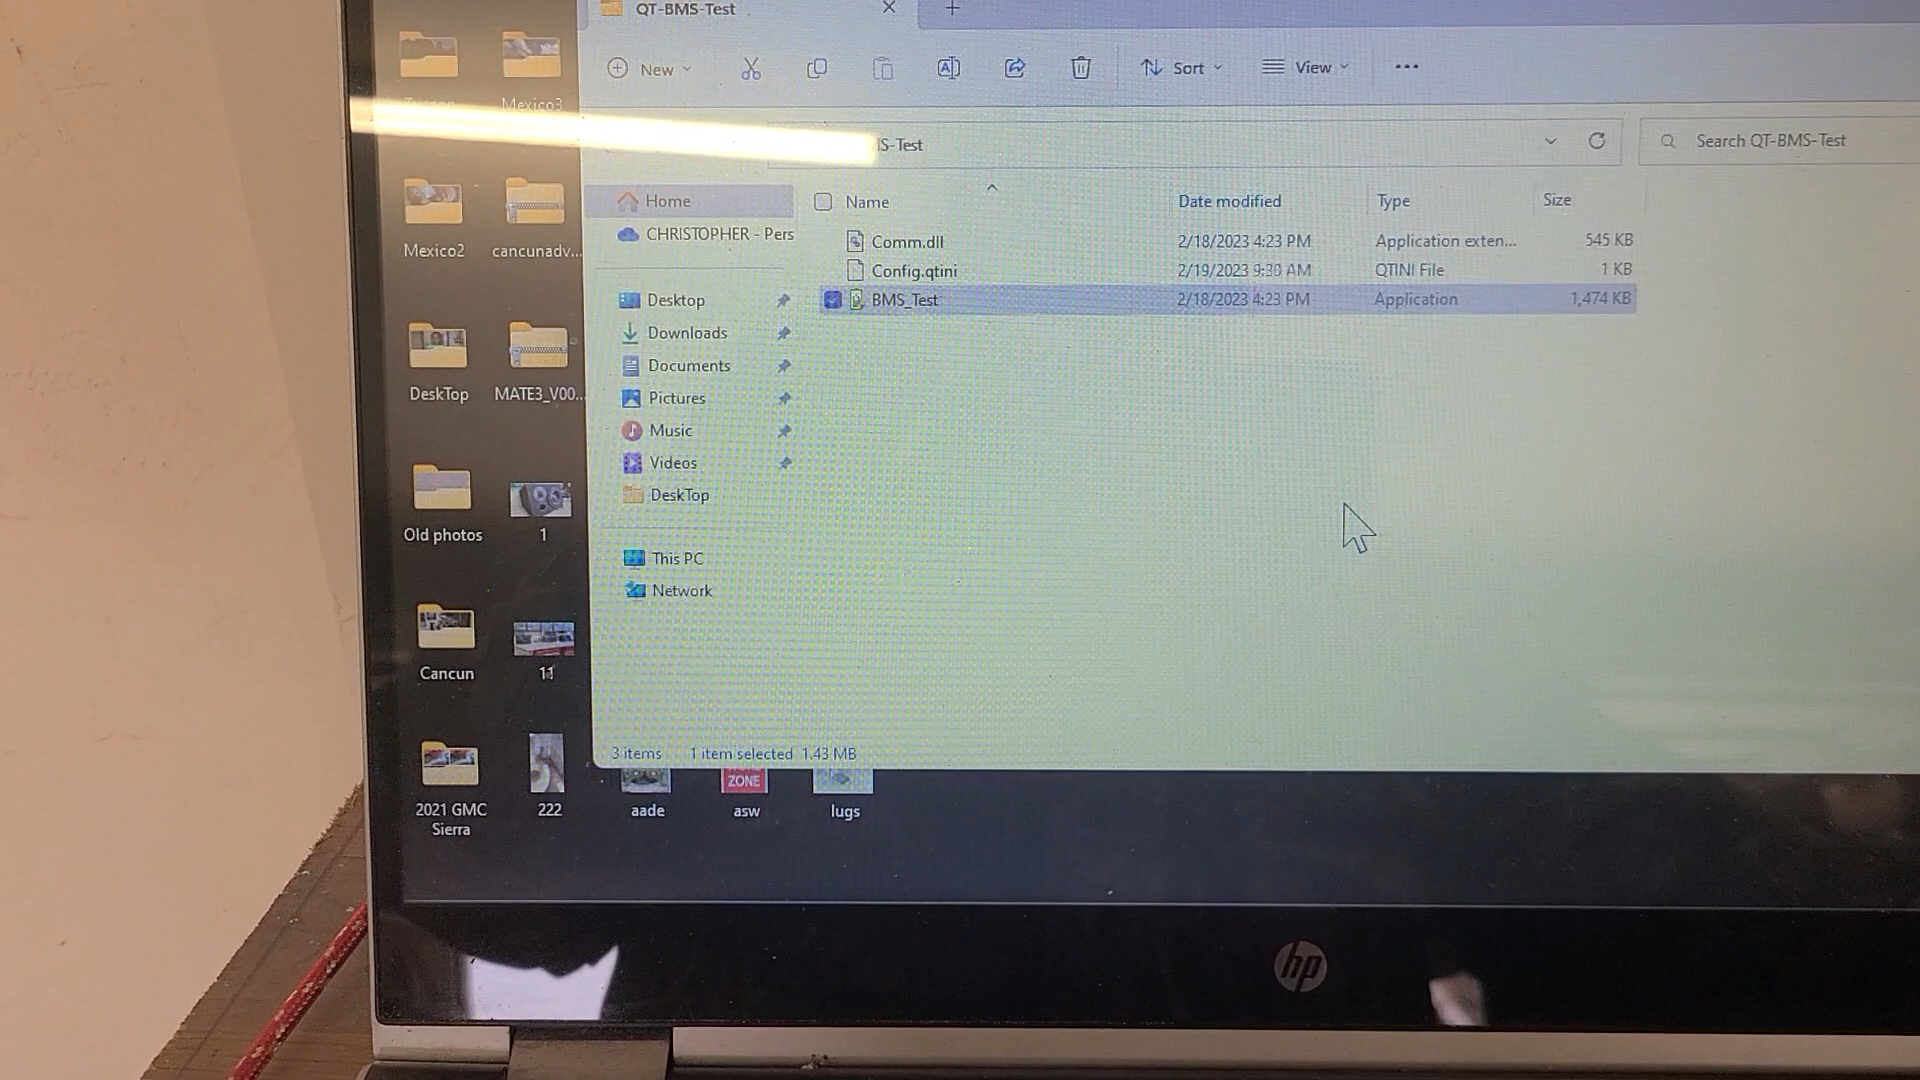 QT-BMS-Test
New
Sort
View
MS-Test
Search QT-BMS-Test
Home
CHRISTOPHER - Pers
Desktop
Downloads
Documents
Pictures
Music
Videos
DeskTop
This PC
Network
Name Date modified Type Size
Comm.dll 2/18/2023 4:23 PM Application exten... 545 KB
Config.qtini 2/19/2023 9:30 AM QTINI File 1 KB
BMS_Test 2/18/2023 4:23 PM Application 1,474 KB
3 items 1 item selected 1.43 MB
Mexico3
Mexico2 cancunadv...
DeskTop MATE3_V00...
Old photos 1
Cancun 11
2021 GMC
Sierra
222
ZONE
aade
asw
lugs
hp